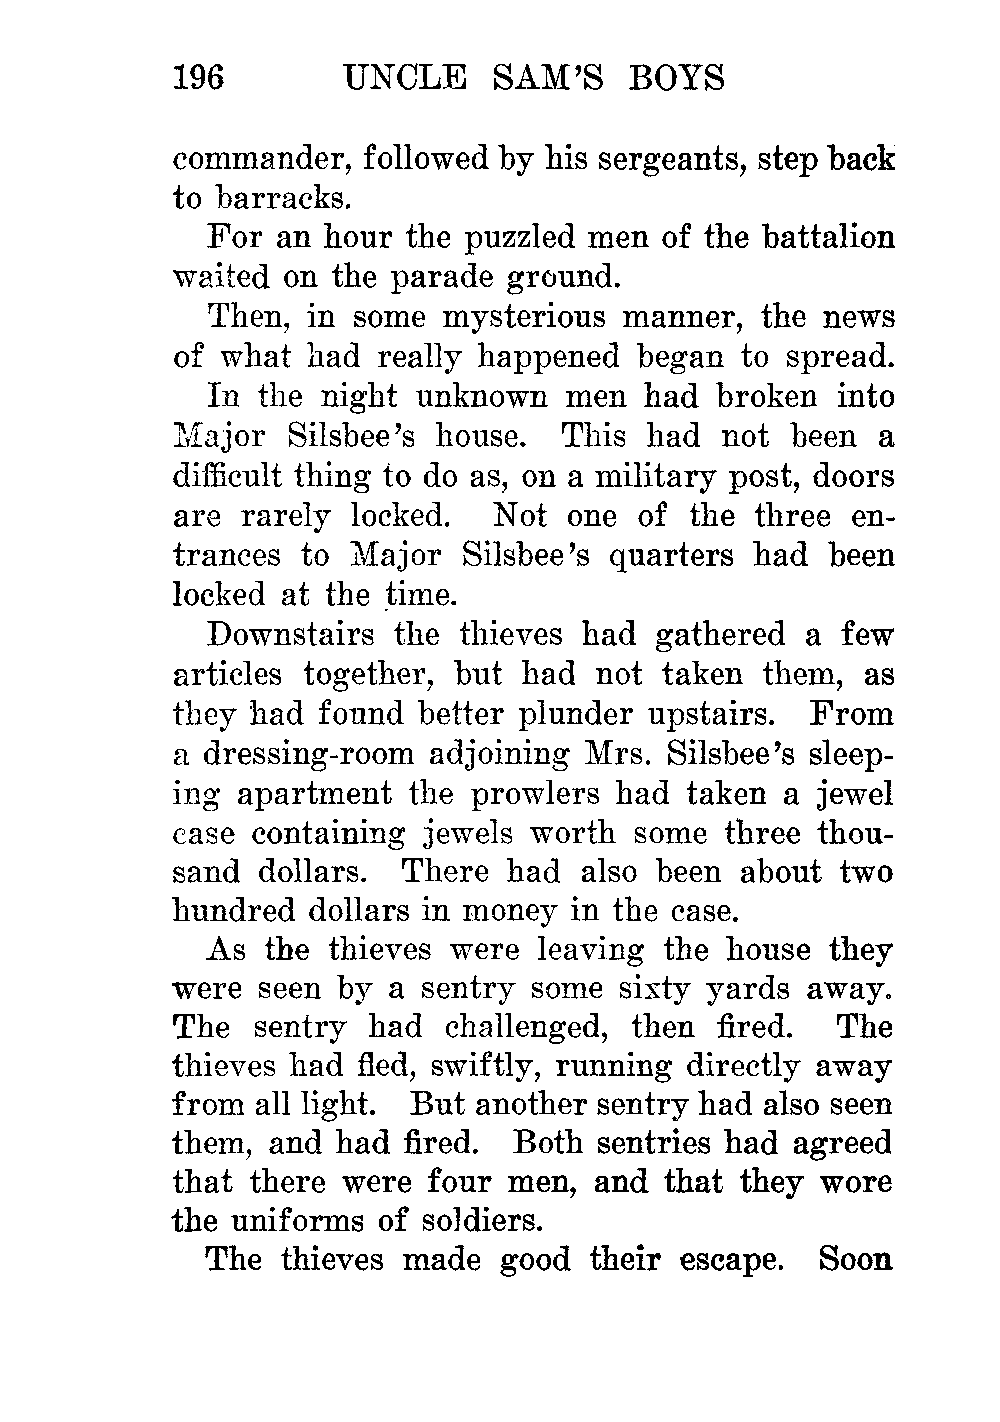 196 UNCLE SAM'S BOYS
commander, followed by his sergeants, step back
to barracks.
For an hour the puzzled men of the battalion
waited on the parade ground.
Then, in some mysterious manner, the news
of what had really happened began to spread.
In the night unknown men had broken into
Major Silsbee's house. This had not been a
difficult thing to do as, on a military post, doors
are rarely locked. Not one of the three en-
trances to Major Silsbee's quarters had been
locked at the time.
Downstairs the thieves had gathered a few
articles together, but had not taken them, as
they had found better plunder upstairs. From
a dressing-room adjoining Mrs. Silsbee's sleep-
ing apartment the prowlers had taken a jewel
case containing jewels worth some three thou-
sand dollars. There had also been about two
hundred dollars in money in the case.
As the thieves were leaving the house they
were seen by a sentry some sixty yards away.
The sentry had challenged, then fired. The
thieves had fled, swiftly, running directly away
from all light. But another sentry had also seen
them, and had fired. Both sentries had agreed
that there were four men, and that they wore
the uniforms of soldiers.
The thieves made good their escape. Soon